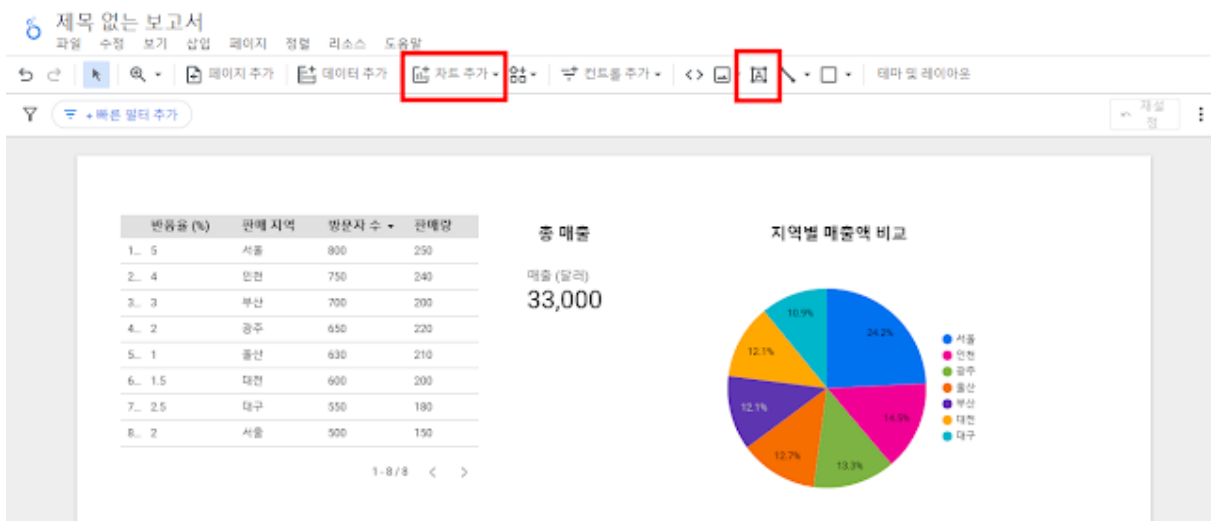 제목 없는 보고서
파일 수정 보기 삽입 페이지 정렬 리소스 도움말
페이지 추가 데이터 추가 차트 추가 컨트롤 추가 테마 및 레이아웃
+ 빠른 필터 추가 재설정
반품율 (%) 판매 지역 방문자 수 판매량
1... 5 서울 800 250
2... 4 인천 750 240
3... 3 부산 700 200
4... 2 광주 650 220
5... 1 울산 630 210
6... 1.5 대전 600 200
7... 2.5 대구 550 180
8... 2 서울 500 150
1-8/8 < >
총 매출
매출 (달러)
33,000
지역별 매출액 비교
10.9%
24.2%
12.1%
12.1%
14.5%
12.7%
13.3%
서울
인천
광주
울산
부산
대전
대구